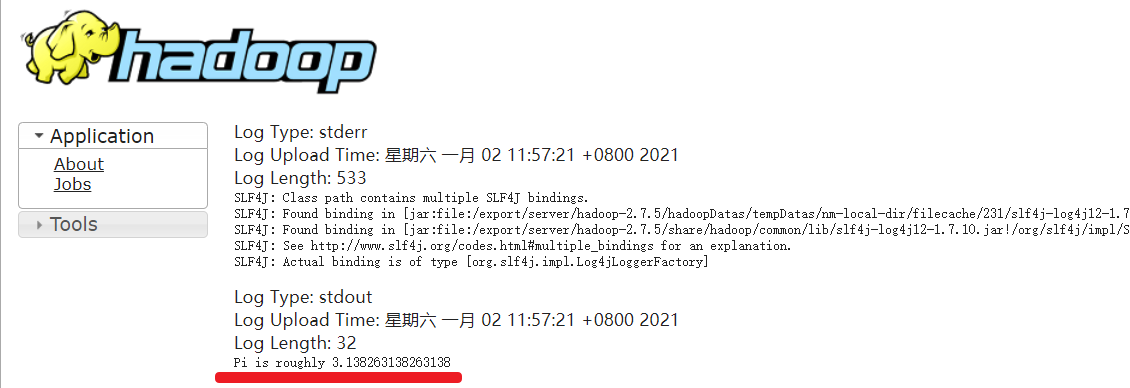 hadoop
Application
About
Jobs
Tools
Log Type: stderr
Log Upload Time: 星期六 一月 02 11:57:21 +0800 2021
Log Length: 533
SLF4J: Class path contains multiple SLF4J bindings.
SLF4J: Found binding in [jar:file:/export/server/hadoop-2.7.5/hadoopDatas/tempDatas/nm-local-dir/filecache/231/slf4j-log4j12-1.7
SLF4J: Found binding in [jar:file:/export/server/hadoop-2.7.5/share/hadoop/common/lib/slf4j-log4j12-1.7.10.jar!/org/slf4j/impl/S
SLF4J: See http://www.slf4j.org/codes.html#multiple_bindings for an explanation.
SLF4J: Actual binding is of type [org.slf4j.impl.Log4jLoggerFactory]
Log Type: stdout
Log Upload Time: 星期六 一月 02 11:57:21 +0800 2021
Log Length: 32
Pi is roughly 3.138263138263138